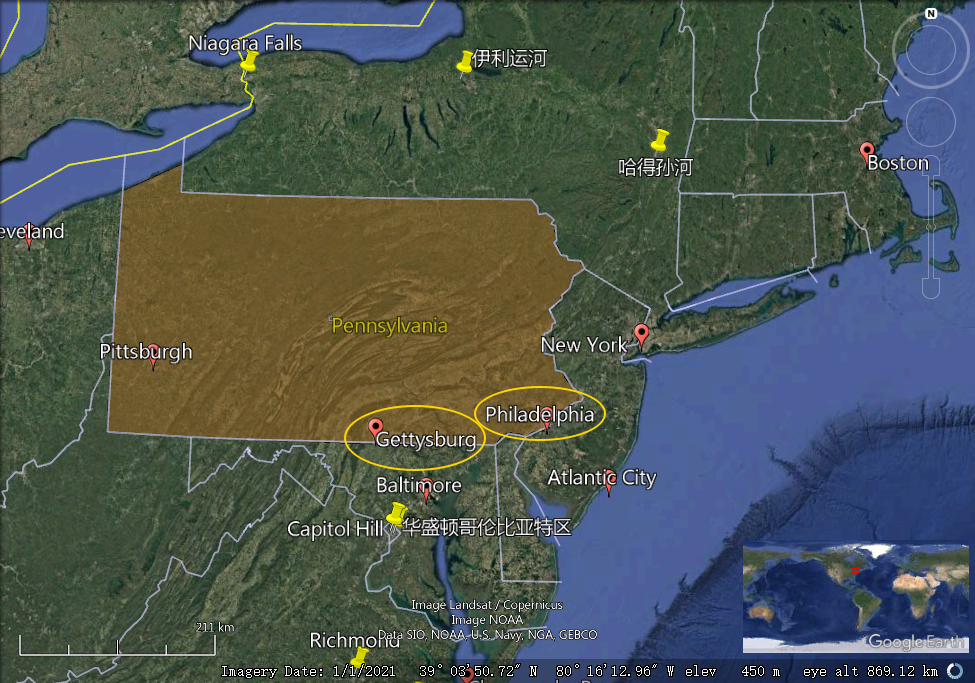 N
Niagara Falls
伊利运河
哈得孙河
Boston
eveland
Pennsylvania
New York
Pittsburgh
Philadelphia
Gettysburg
Atlantic City
Baltimore
Capitol Hill
华盛顿哥伦比亚特区
Image Landsat / Copernicus
Image NOAA
Data SIO, NOAA, U.S. Navy, NGA, GEBCO
211 km
Richmond
Google Earth
Imagery Date: 1/1/2021 39° 03′50.72″ N 80° 16′12.96″ W elev 450 m eye alt 869.12 km